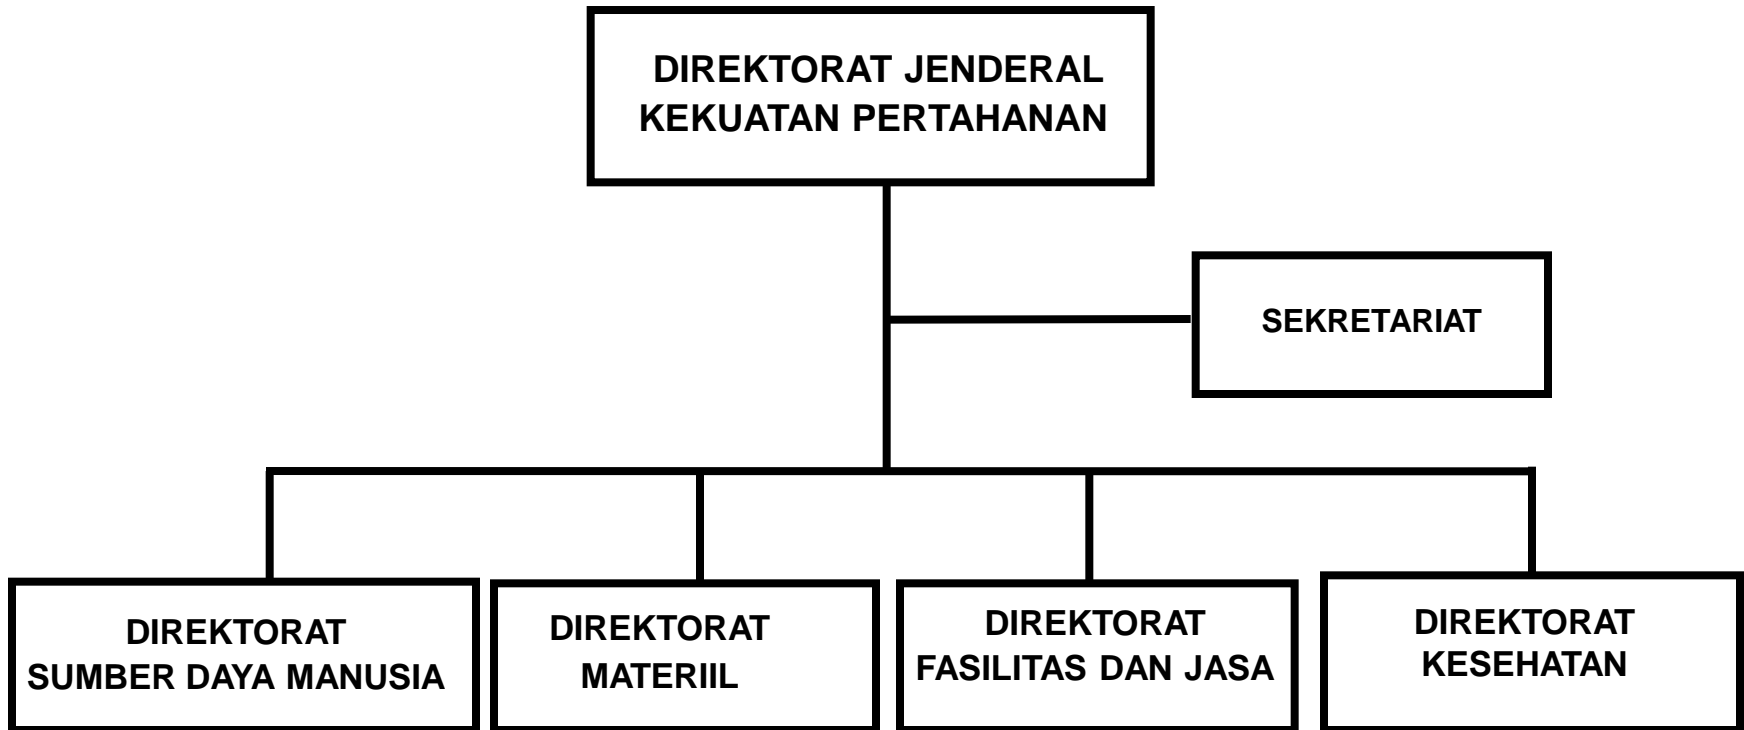 DIREKTORAT JENDERAL
KEKUATAN PERTAHANAN
SEKRETARIAT
DIREKTORAT
SUMBER DAYA MANUSIA
DIREKTORAT
MATERIIL
DIREKTORAT
FASILITAS DAN JASA
DIREKTORAT
KESEHATAN